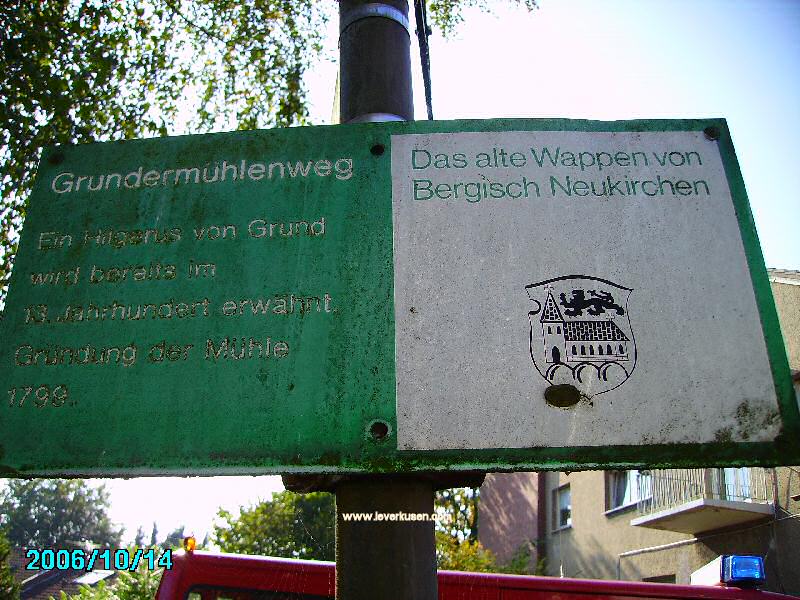 Grundermühlenweg
Ein Hilgerus von Grund
wird bereits im
13. Jahrhundert erwähnt.
Gründung der Mühle
1799.
Das alte Wappen von
Bergisch Neukirchen
www.leverkusen.com
2006/10/14